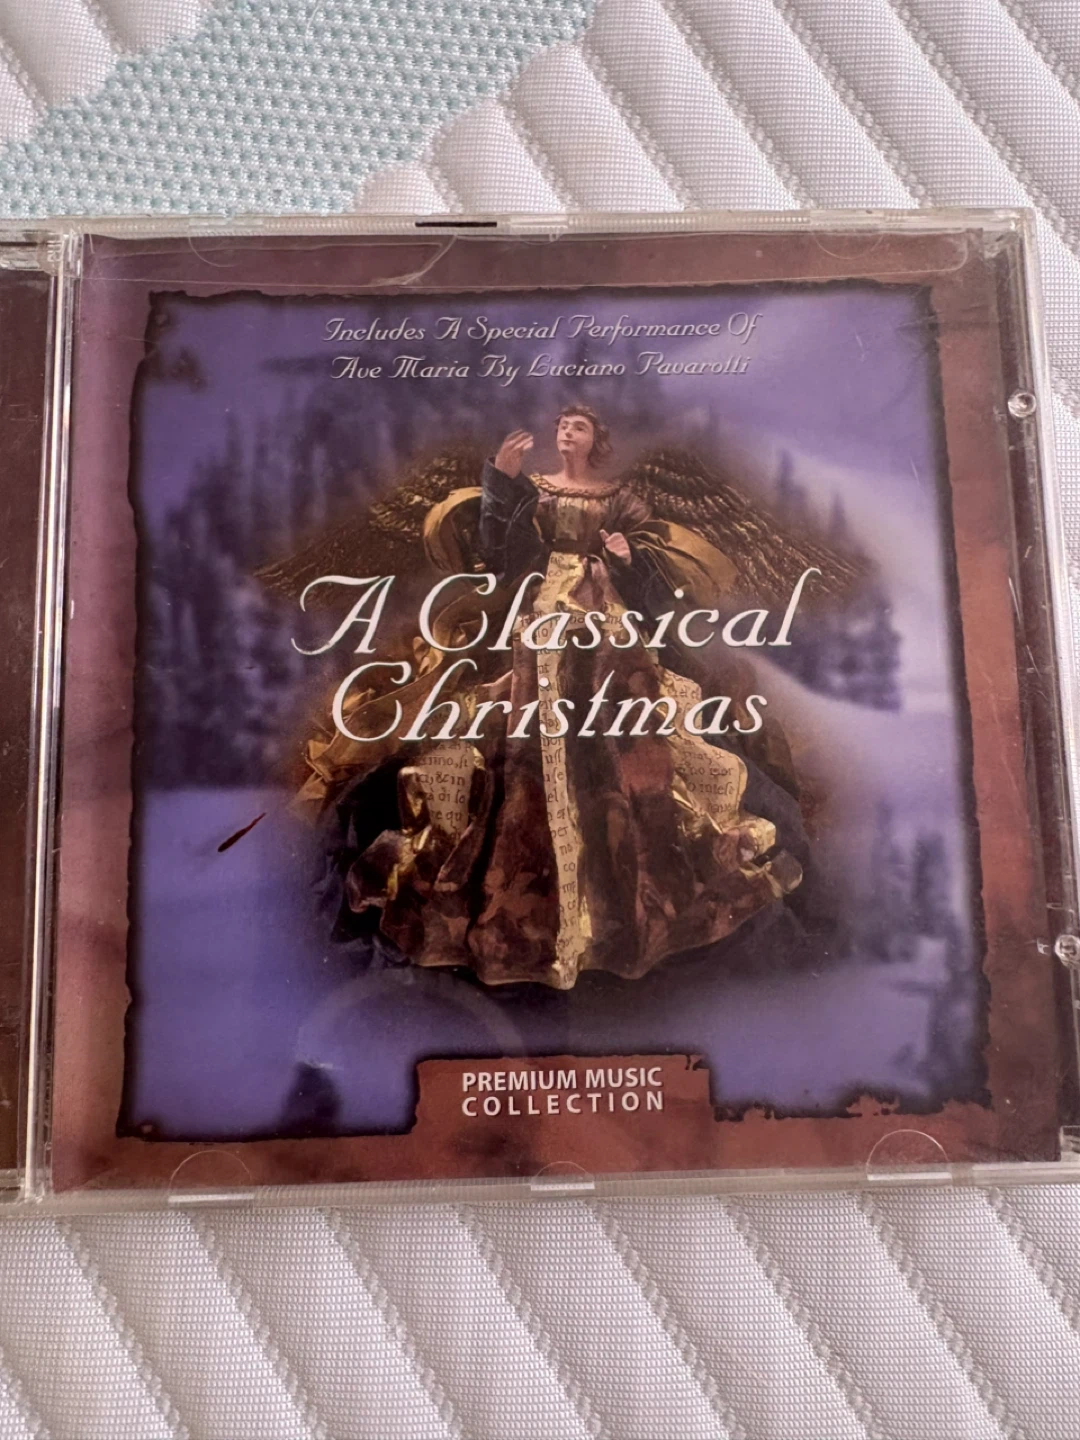 Includes A Special Performance Of
Ave Maria By Luciano Pavarotti
A Classical
Christmas
PREMIUM MUSIC
COLLECTION